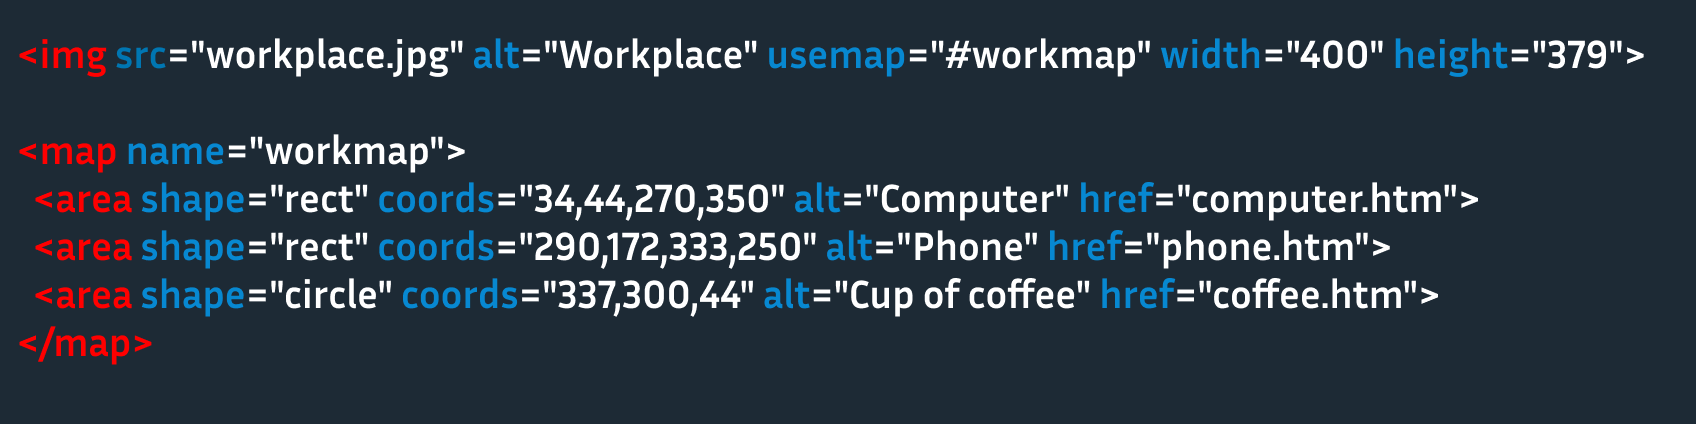 <img src="workplace.jpg" alt="Workplace" usemap="#workmap" width="400" height="379">
<map name="workmap">
<area shape="rect" coords="34,44,270,350" alt="Computer" href="computer.htm">
<area shape="rect" coords="290,172,333,250" alt="Phone" href="phone.htm">
<area shape="circle" coords="337,300,44" alt="Cup of coffee" href="coffee.htm">
</map>